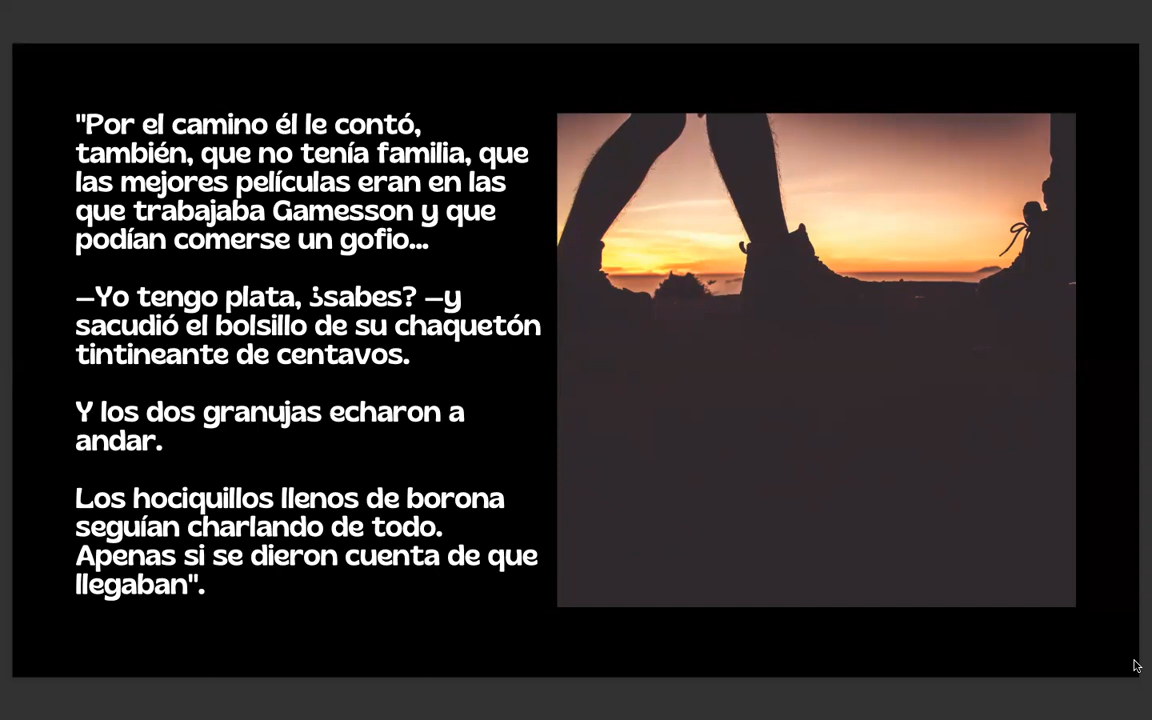 "Por el camino él le contó,
también, que no tenía familia, que
las mejores películas eran en las
que trabajaba Gamesson y que
podían comerse un gofio...
—Yo tengo plata, ¿sabes? —y
sacudió el bolsillo de su chaquetón
tintineante de centavos.
Y los dos granujas echaron a
andar.
Los hociquillos llenos de borona
seguían charlando de todo.
Apenas si se dieron cuenta de que
llegaban".